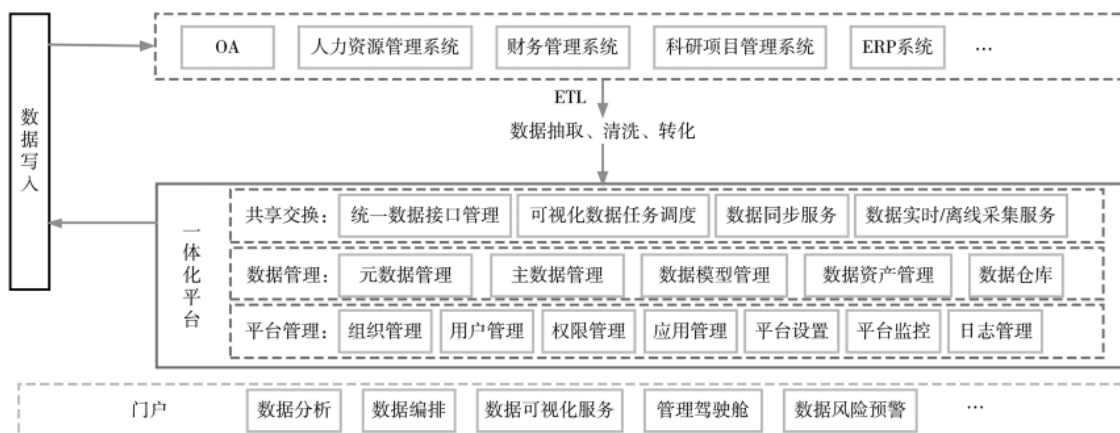 OA 人力资源管理系统 财务管理系统 科研项目管理系统 ERP系统 …
ETL
数据抽取、清洗、转化
数据写入
一体化平台
共享交换: 统一数据接口管理 可视化数据任务调度 数据同步服务 数据实时/离线采集服务
数据管理: 元数据管理 主数据管理 数据模型管理 数据资产管理 数据仓库
平台管理: 组织管理 用户管理 权限管理 应用管理 平台设置 平台监控 日志管理
门户 数据分析 数据编排 数据可视化服务 管理驾驶舱 数据风险预警 …